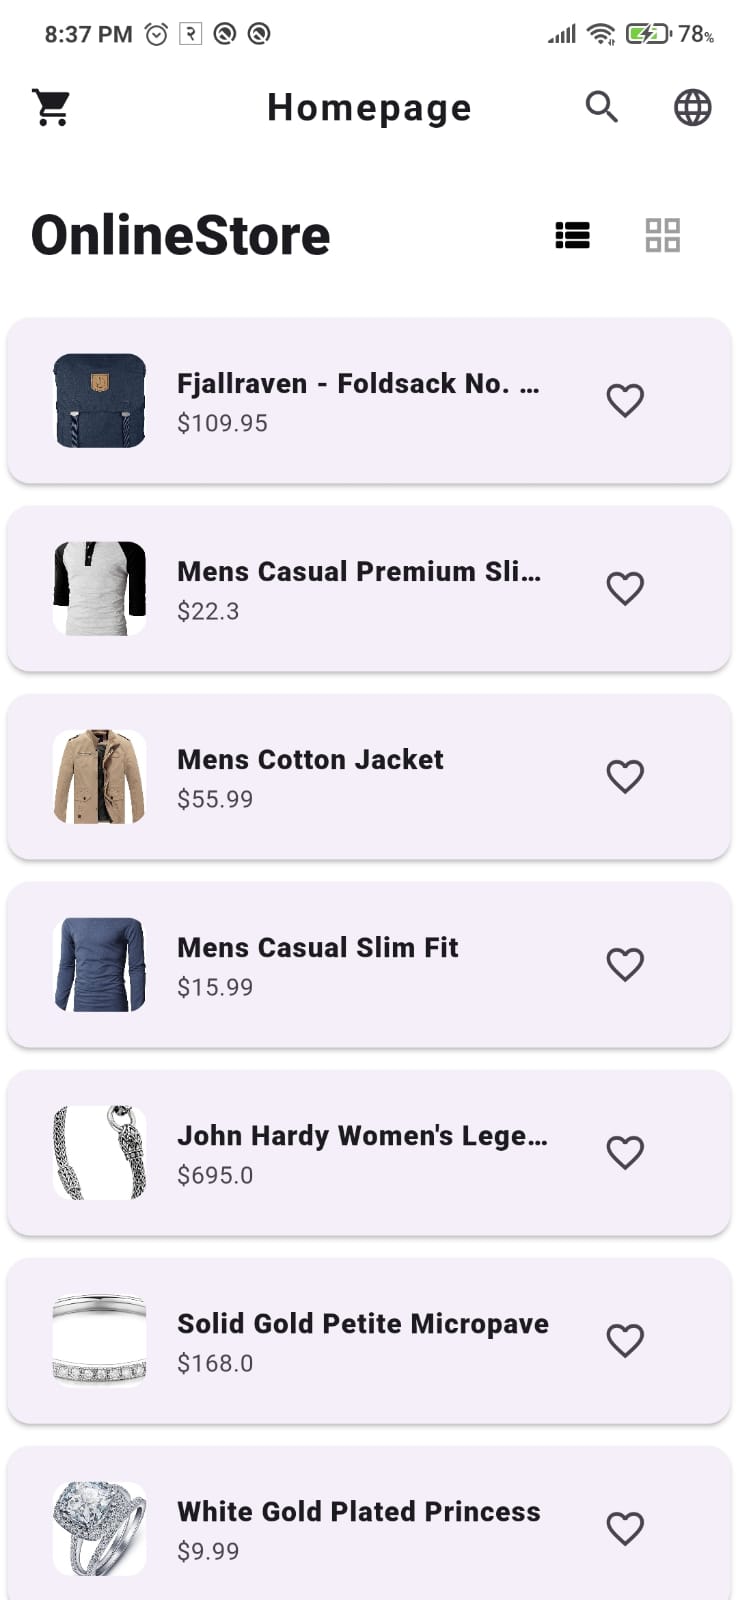 8:37 PM 78%
Homepage
OnlineStore
Fjallraven - Foldsack No. ...
$109.95
Mens Casual Premium Sli...
$22.3
Mens Cotton Jacket
$55.99
Mens Casual Slim Fit
$15.99
John Hardy Women's Lege...
$695.0
Solid Gold Petite Micropave
$168.0
White Gold Plated Princess
$9.99